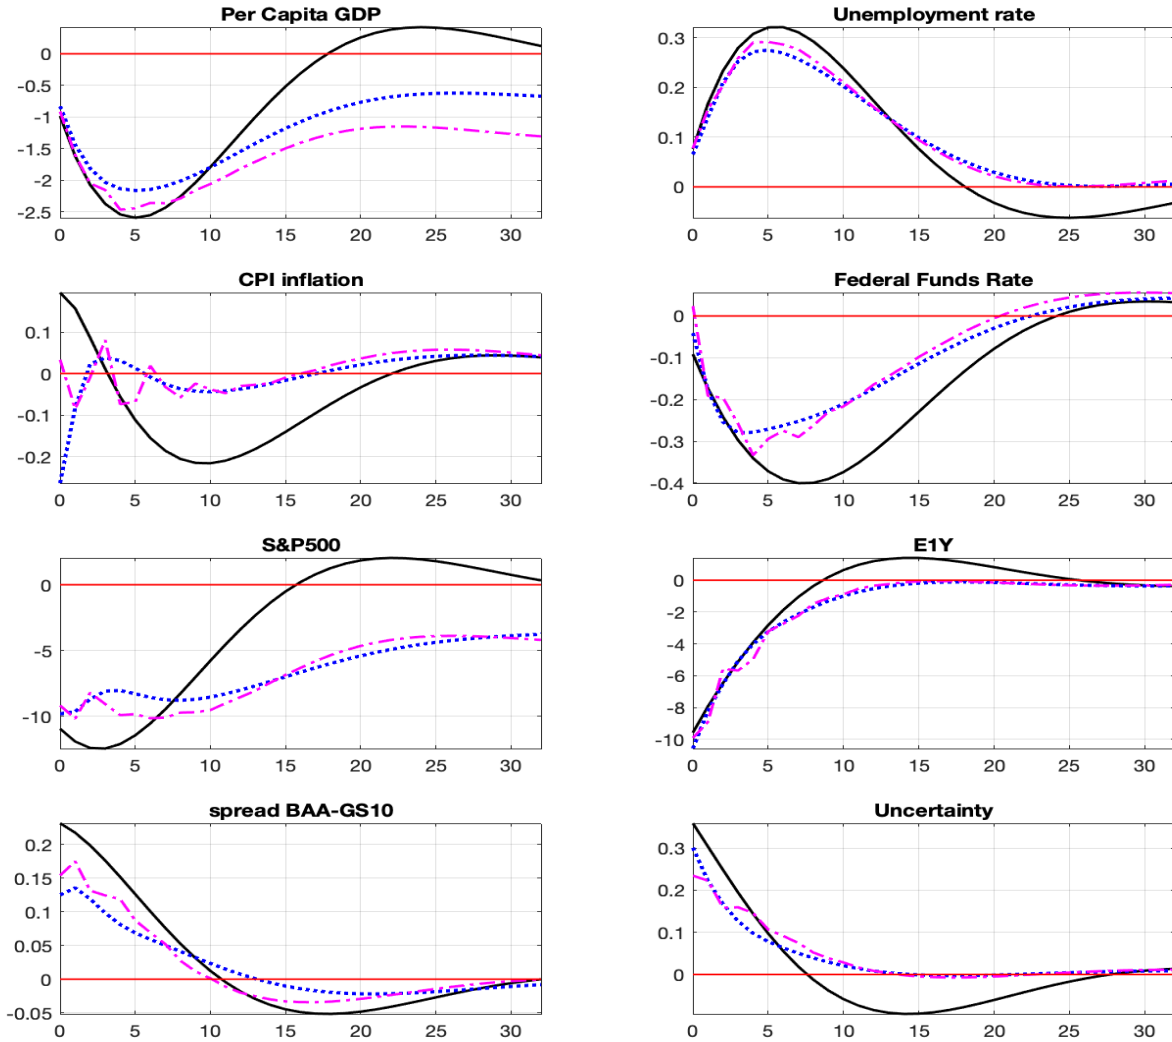 Per Capita GDP
0
-0.5
-1
-1.5
-2
-2.5
0 5 10 15 20 25 30
Unemployment rate
0.3
0.2
0.1
0
0 5 10 15 20 25 30
CPI inflation
0.1
0
-0.1
-0.2
0 5 10 15 20 25 30
Federal Funds Rate
0
-0.1
-0.2
-0.3
-0.4
0 5 10 15 20 25 30
S&P500
0
-5
-10
0 5 10 15 20 25 30
E1Y
0
-2
-4
-6
-8
-10
0 5 10 15 20 25 30
spread BAA-GS10
0.2
0.15
0.1
0.05
0
-0.05
0 5 10 15 20 25 30
Uncertainty
0.3
0.2
0.1
0
0 5 10 15 20 25 30